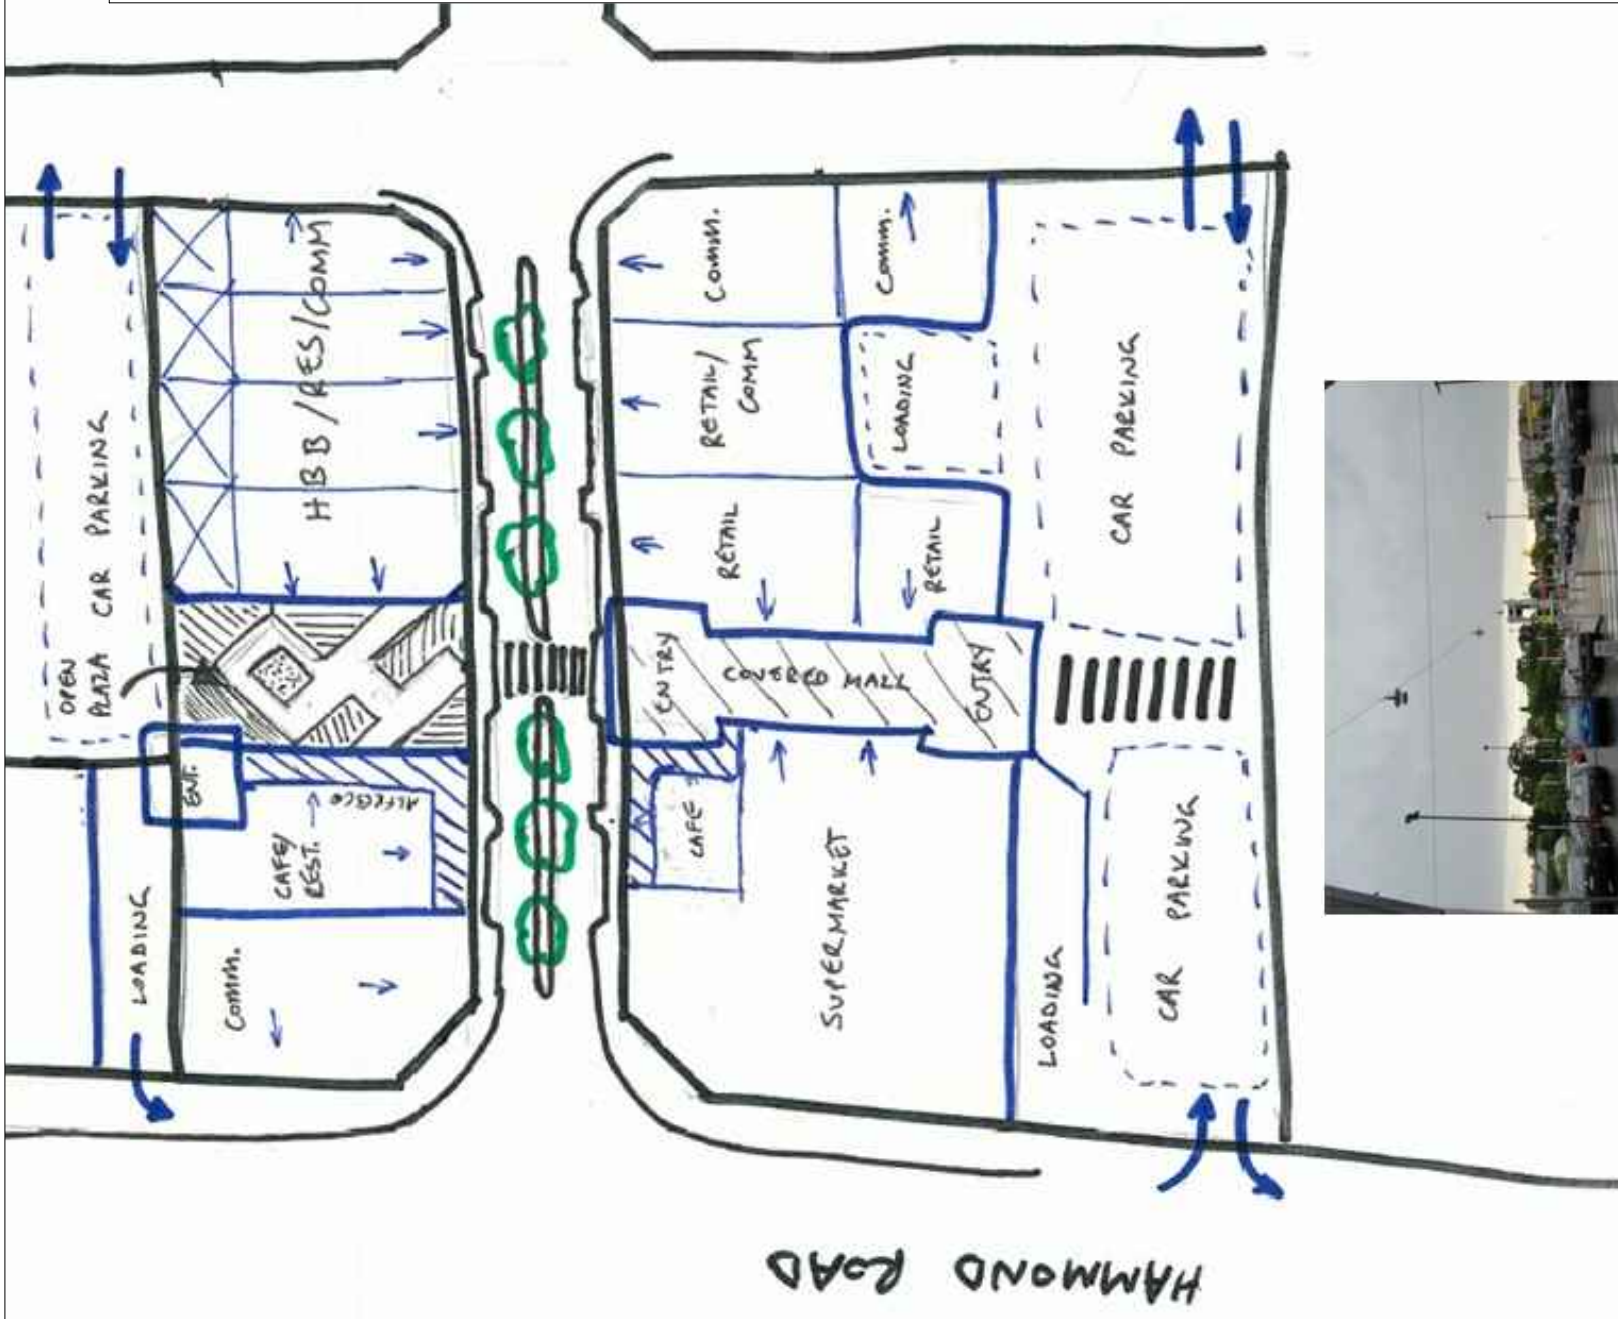 OPEN
PLAZA
CAR PARKING
HBB/RES/COMM
ENT.
ALFRESCO
CAFE/
REST.
LOADING
COMM.
COMM.
COMM.
RETAIL/
COMM
LOADING
RETAIL
RETAIL
CAR PARKING
ENTRY
COVERED MALL
ENTRY
CAFE
SUPERMARKET
LOADING
CAR PARKING
HAMMOND ROAD